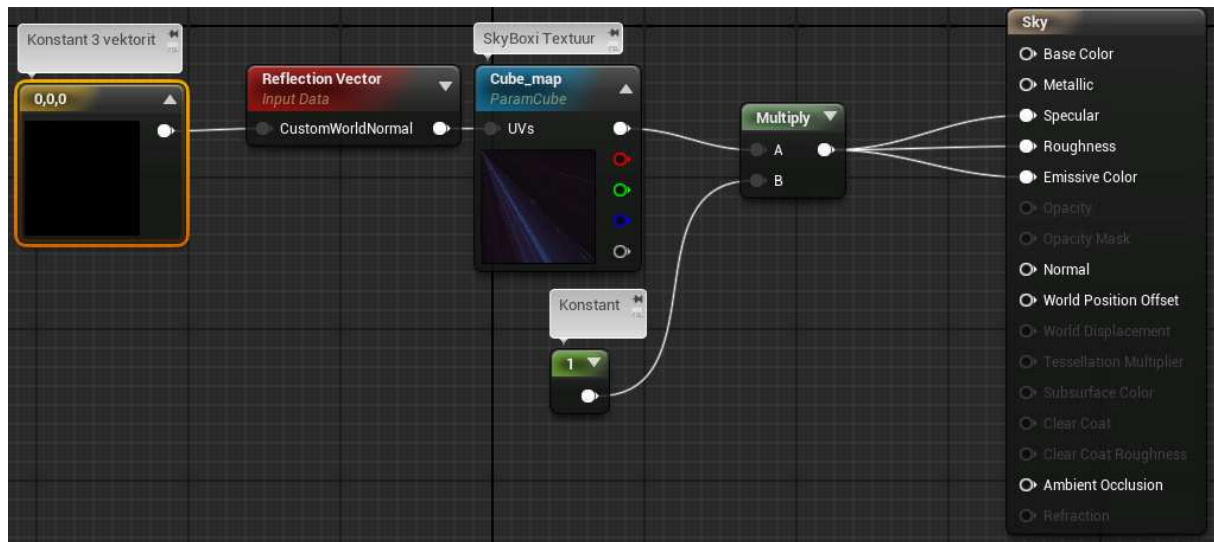 Konstant 3 vektorit
0,0,0
Reflection Vector
Input Data
CustomWorldNormal
SkyBoxi Textuur
Cube_map
ParamCube
UVs
Konstant
1
Multiply
A
B
Sky
Base Color
Metallic
Specular
Roughness
Emissive Color
Opacity
Opacity Mask
Normal
World Position Offset
World Displacement
Tessellation Multiplier
Subsurface Color
Clear Coat
Clear Coat Roughness
Ambient Occlusion
Refraction